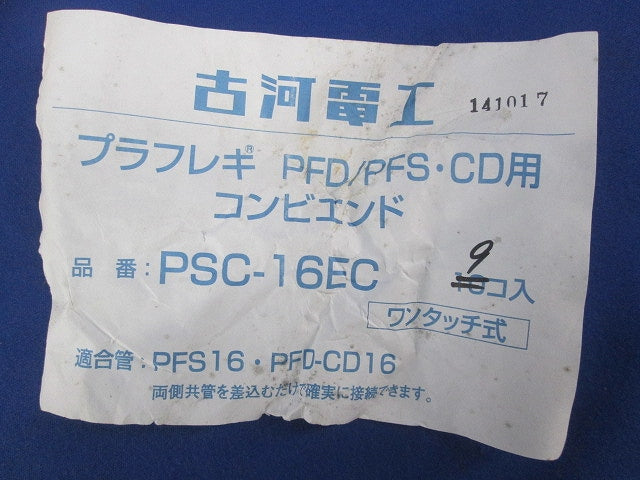 古河電工 141017
プラフレキ® PFD/PFS・CD用
コンビエンド
品番：PSC-16EC 9コ入
ワンタッチ式
適合管：PFS16・PFD-CD16
両側共管を差込むだけで確実に接続できます。